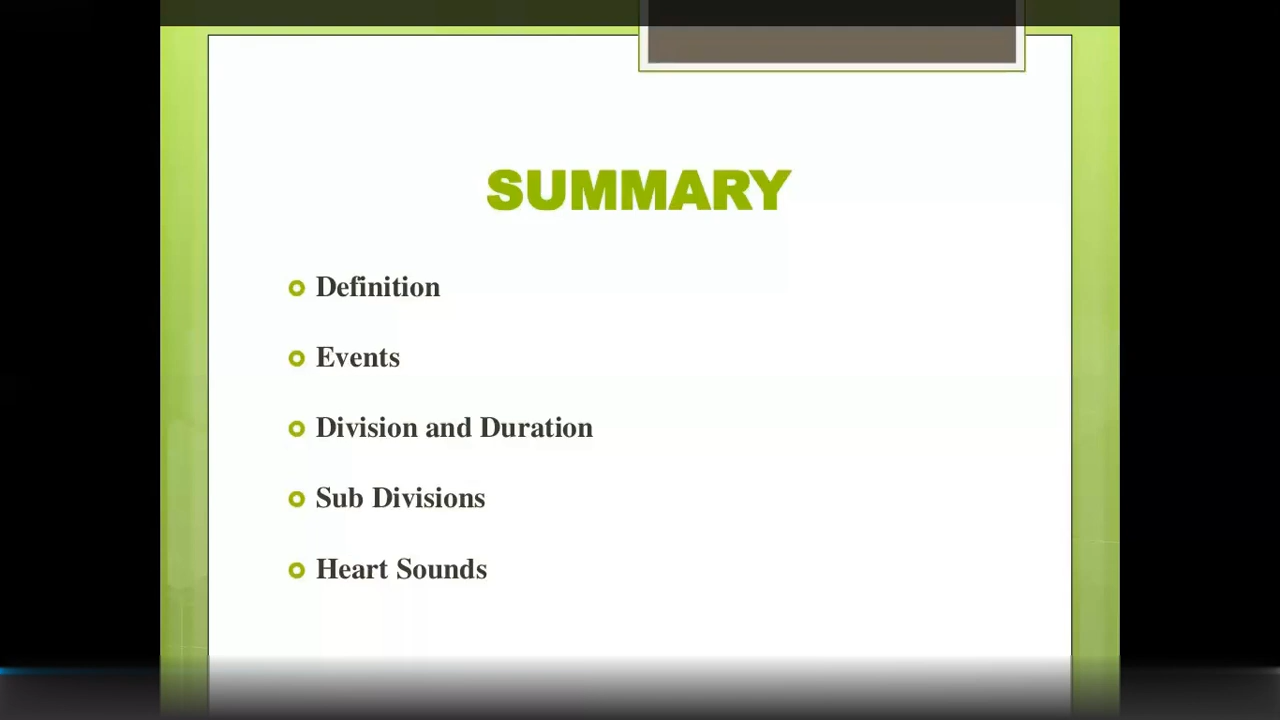 SUMMARY
Definition
Events
Division and Duration
Sub Divisions
Heart Sounds